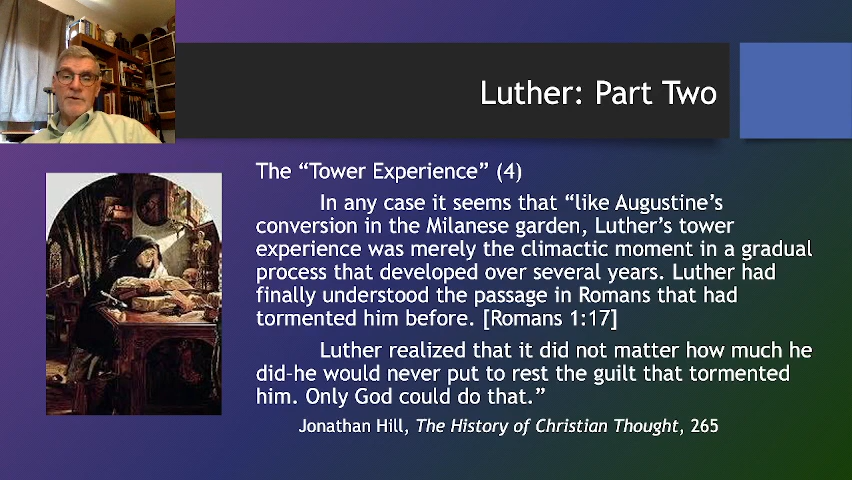 Luther: Part Two
The “Tower Experience” (4)
In any case it seems that “like Augustine’s
conversion in the Milanese garden, Luther’s tower
experience was merely the climactic moment in a gradual
process that developed over several years. Luther had
finally understood the passage in Romans that had
tormented him before. [Romans 1:17]
Luther realized that it did not matter how much he
did–he would never put to rest the guilt that tormented
him. Only God could do that.”
Jonathan Hill, The History of Christian Thought, 265